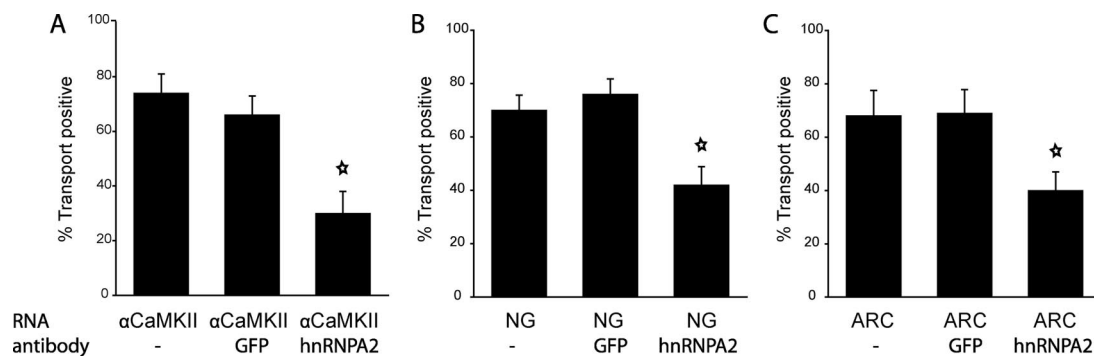 A
% Transport positive
100
80
60
40
20
0
RNA αCaMKII αCaMKII αCaMKII
antibody - GFP hnRNPA2
B
% Transport positive
100
80
60
40
20
0
NG NG NG
- GFP hnRNPA2
C
% Transport positive
100
80
60
40
20
0
ARC ARC ARC
- GFP hnRNPA2